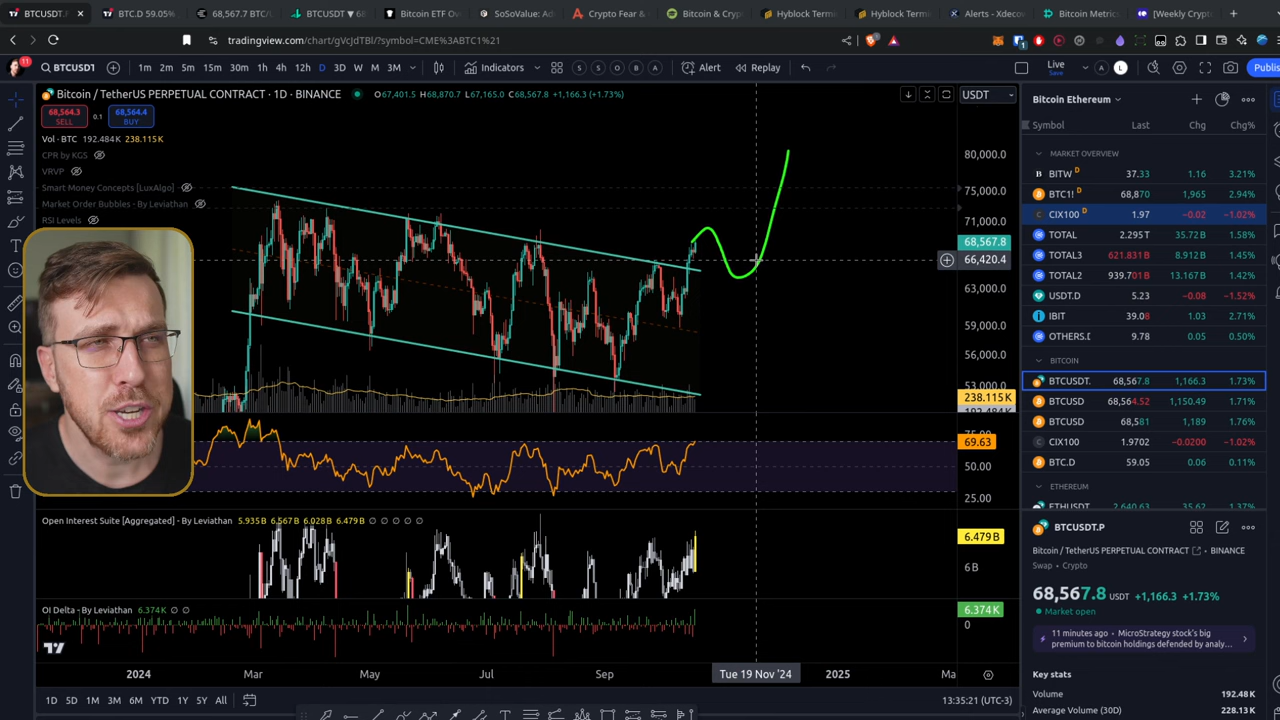 BTCUSDT.P
BTC.D 59.05%
68,567.7 BTC/
BTCUSDT ▼ 68
Bitcoin ETF Ov
SoSoValue: Ad
Crypto Fear &
Bitcoin & Cryp
Hyblock Termi
Hyblock Termi
Alerts - Xdecov
Bitcoin Metric
[Weekly Crypt
tradingview.com/chart/gVcJdTBl/?symbol=CME%3ABTC1%21
11
BTCUSDT
1m 2m 5m 15m 30m 1h 4h 12h D 3D W M 3M
Indicators
S S O B A
Alert
Replay
Live
Save
A L
Publis
Bitcoin / TetherUS PERPETUAL CONTRACT · 1D · BINANCE
O67,401.5 H68,870.7 L67,165.0 C68,567.8 +1,166.3 (+1.73%)
USDT
68,564.3
SELL
0.1
68,564.4
BUY
Vol · BTC 192.484K 238.115K
CPR by KGS
VRVP
Smart Money Concepts [LuxAlgo]
Market Order Bubbles - By Leviathan
RSI Levels
80,000.0
75,000.0
71,000.0
68,567.8
66,420.4
63,000.0
59,000.0
56,000.0
53,000.0
238.115K
192.484K
75.00
69.63
50.00
25.00
Open Interest Suite [Aggregated] - By Leviathan 5.935B 6.567B 6.028B 6.479B ∅ ∅ ∅ ∅ ∅
6.479B
6B
OI Delta - By Leviathan 6.374K ∅ ∅
6.374K
0
2024 Mar May Jul Sep Tue 19 Nov '24 2025 Ma
1D 5D 1M 3M 6M YTD 1Y 5Y All
13:35:21 (UTC-3)
Bitcoin Ethereum
Symbol Last Chg Chg%
MARKET OVERVIEW
BITW D 37.33 1.16 3.21%
BTC1! D 68,870 1,965 2.94%
CIX100 D 1.97 −0.02 −1.02%
TOTAL 2.295T 35.72B 1.58%
TOTAL3 621.831B 8.912B 1.45%
TOTAL2 939.701B 13.167B 1.42%
USDT.D 5.23 −0.08 −1.52%
IBIT 39.08 1.03 2.71%
OTHERS.D 9.78 0.05 0.50%
BITCOIN
BTCUSDT. 68,567.8 1,166.3 1.73%
BTCUSD 68,564.52 1,150.49 1.71%
BTCUSD 68,581 1,189 1.76%
CIX100 1.9702 −0.0200 −1.02%
BTC.D 59.05 0.06 0.11%
ETHEREUM
ETHUSDT 2,640.63 35.62 1.37%
BTCUSDT.P
Bitcoin / TetherUS PERPETUAL CONTRACT · BINANCE
Swap · Crypto
68,567.8 USDT +1,166.3 +1.73%
Market open
11 minutes ago · MicroStrategy stock's big
premium to bitcoin holdings defended by analy...
Key stats
Volume 192.48K
Average Volume (30D) 228.13K